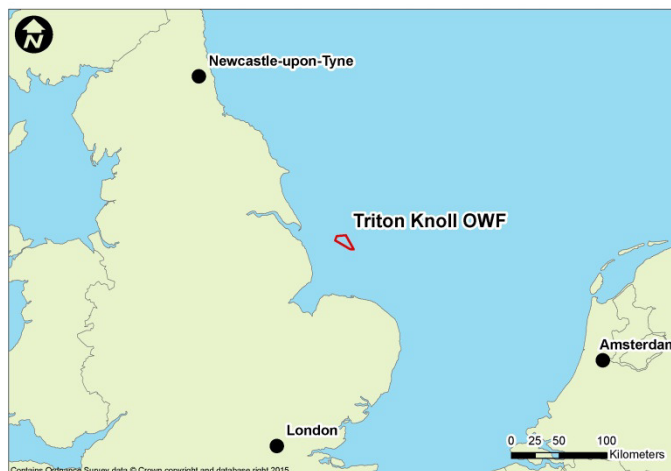 N
Newcastle-upon-Tyne
Triton Knoll OWF
Amsterdam
London
0 25 50 100
Kilometers
Contains Ordnance Survey data © Crown copyright and database right 2015